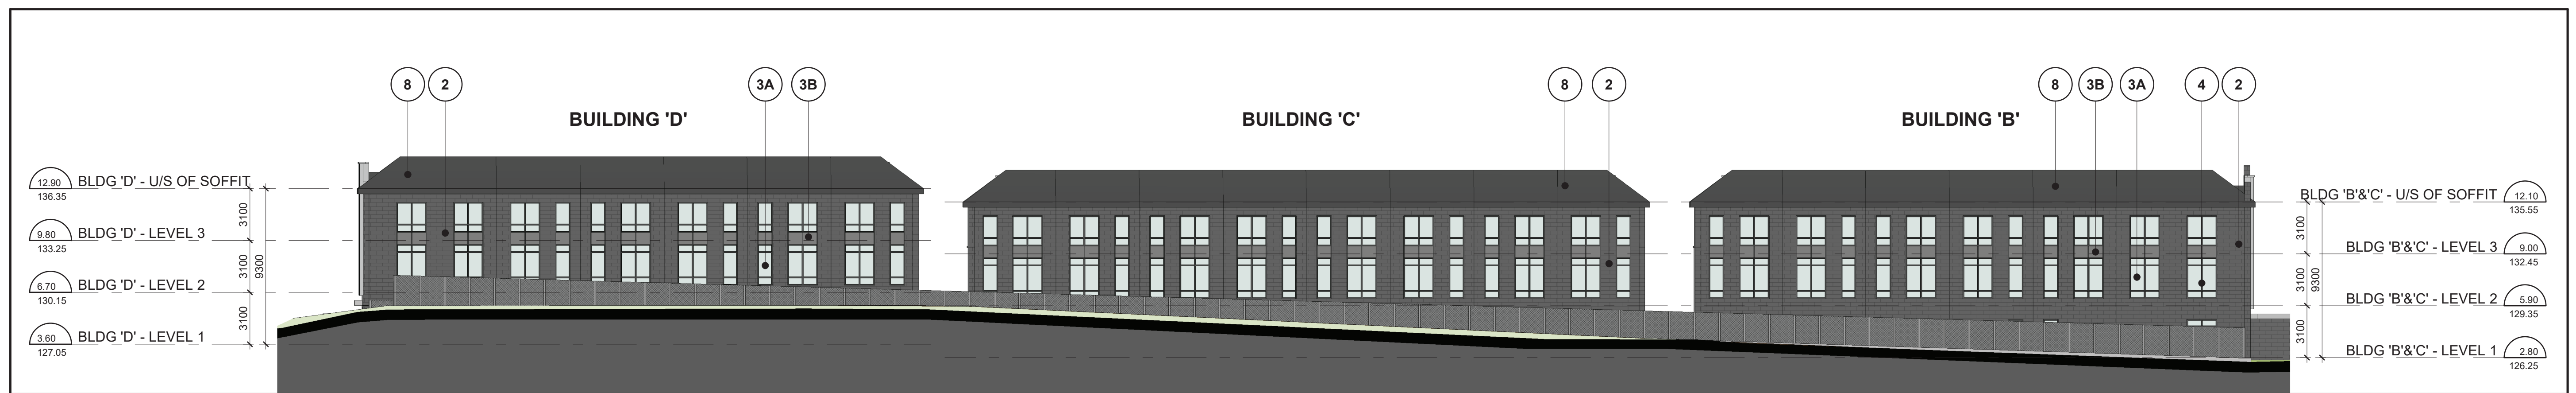 8 2 3A 3B 8 2 8 3B 3A 4 2
BUILDING 'D' BUILDING 'C' BUILDING 'B'
12.90 BLDG 'D' - U/S OF SOFFIT
136.35
9.80 BLDG 'D' - LEVEL 3
133.25
6.70 BLDG 'D' - LEVEL 2
130.15
3.60 BLDG 'D' - LEVEL 1
127.05
3100
3100
3100
9300
BLDG 'B'&'C' - U/S OF SOFFIT 12.10
135.55
BLDG 'B'&'C' - LEVEL 3 9.00
132.45
BLDG 'B'&'C' - LEVEL 2 5.90
129.35
BLDG 'B'&'C' - LEVEL 1 2.80
126.25
3100
3100
3100
9300